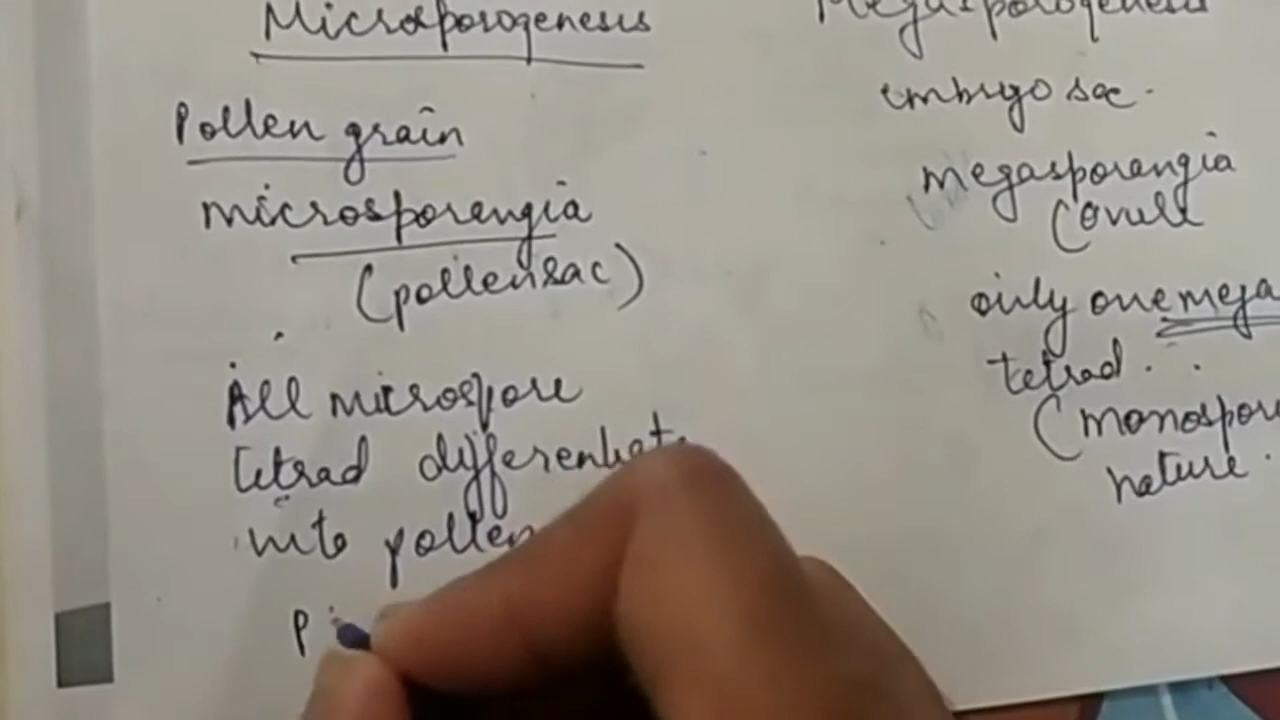 Microsporogenesis
Pollen grain
microsporangia
(pollensac)
All microspore
tetrad differentiate
into pollen
P
Megasporogenesis
embryo sac.
megasporangia
(ovule
only one mega
tetrad.
(monospor
nature.